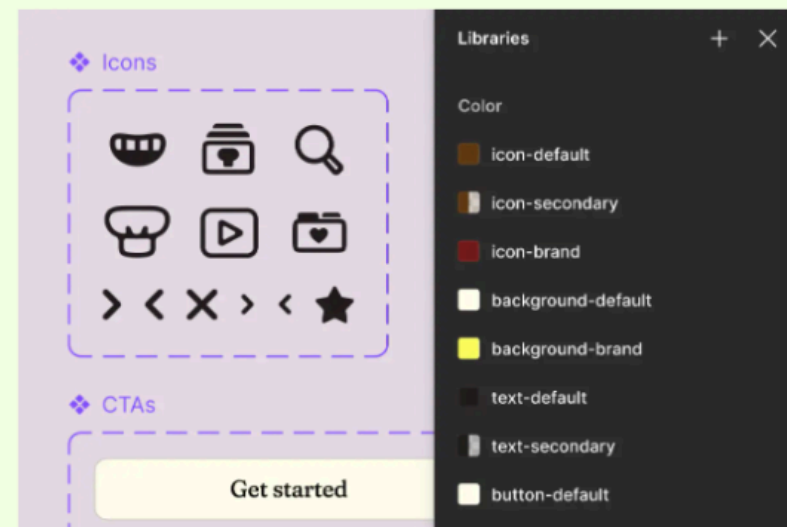 Icons
CTAs
Get started
Libraries
Color
icon-default
icon-secondary
icon-brand
background-default
background-brand
text-default
text-secondary
button-default